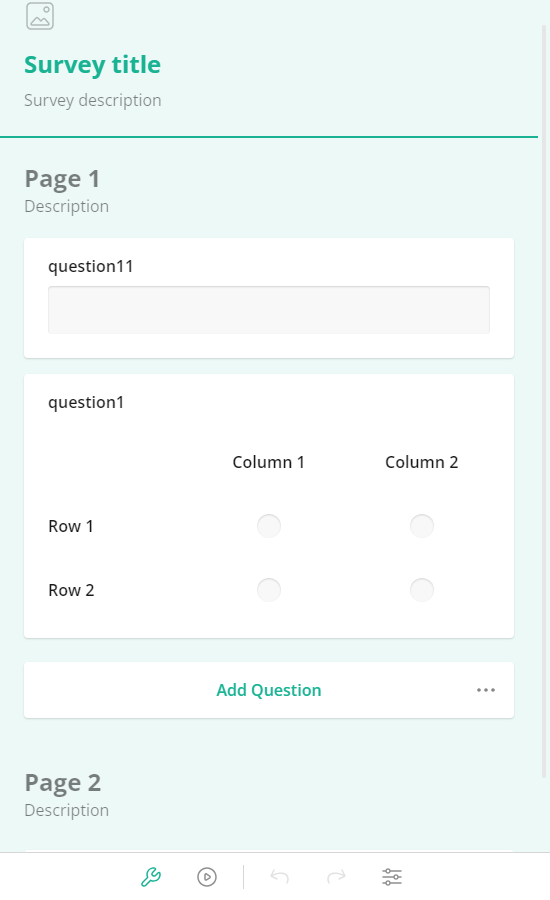 Survey title
Survey description
Page 1
Description
question11
question1
Column 1 Column 2
Row 1
Row 2
Add Question
Page 2
Description